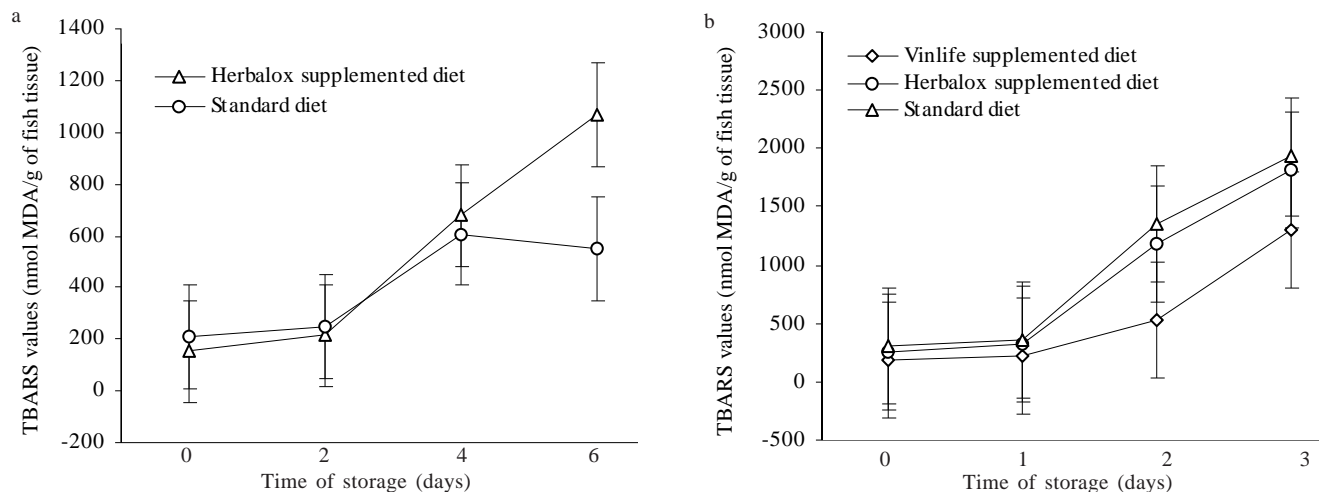 a
TBARS values (nmol MDA/g of fish tissue)
1400
1200
1000
800
600
400
200
0
-200
Herbalox supplemented diet
Standard diet
0 2 4 6
Time of storage (days)
b
TBARS values (nmol MDA/g of fish tissue)
3000
2500
2000
1500
1000
500
0
-500
Vinlife supplemented diet
Herbalox supplemented diet
Standard diet
0 1 2 3
Time of storage (days)